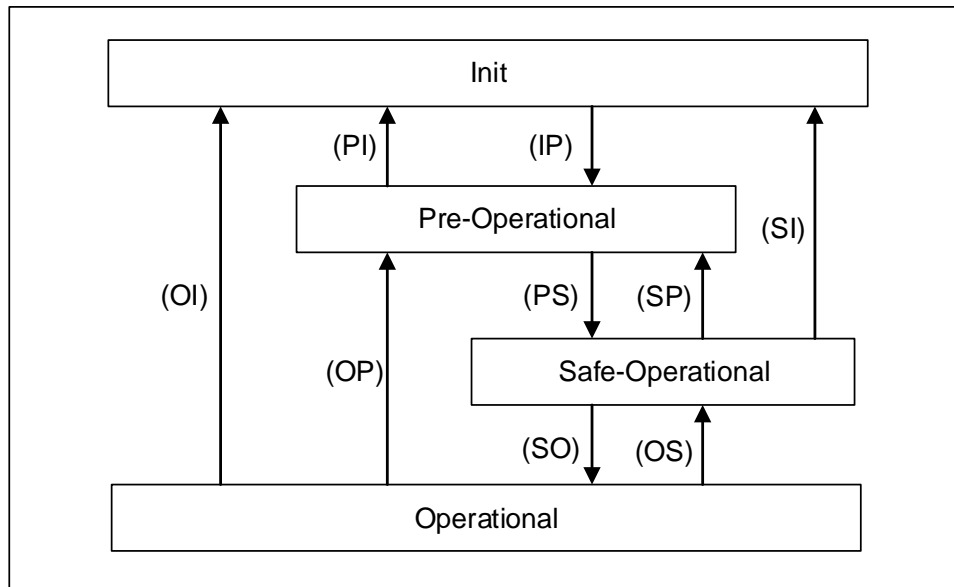 Init
(PI)
(IP)
Pre-Operational
(SI)
(OI)
(PS)
(SP)
(OP)
Safe-Operational
(SO)
(OS)
Operational